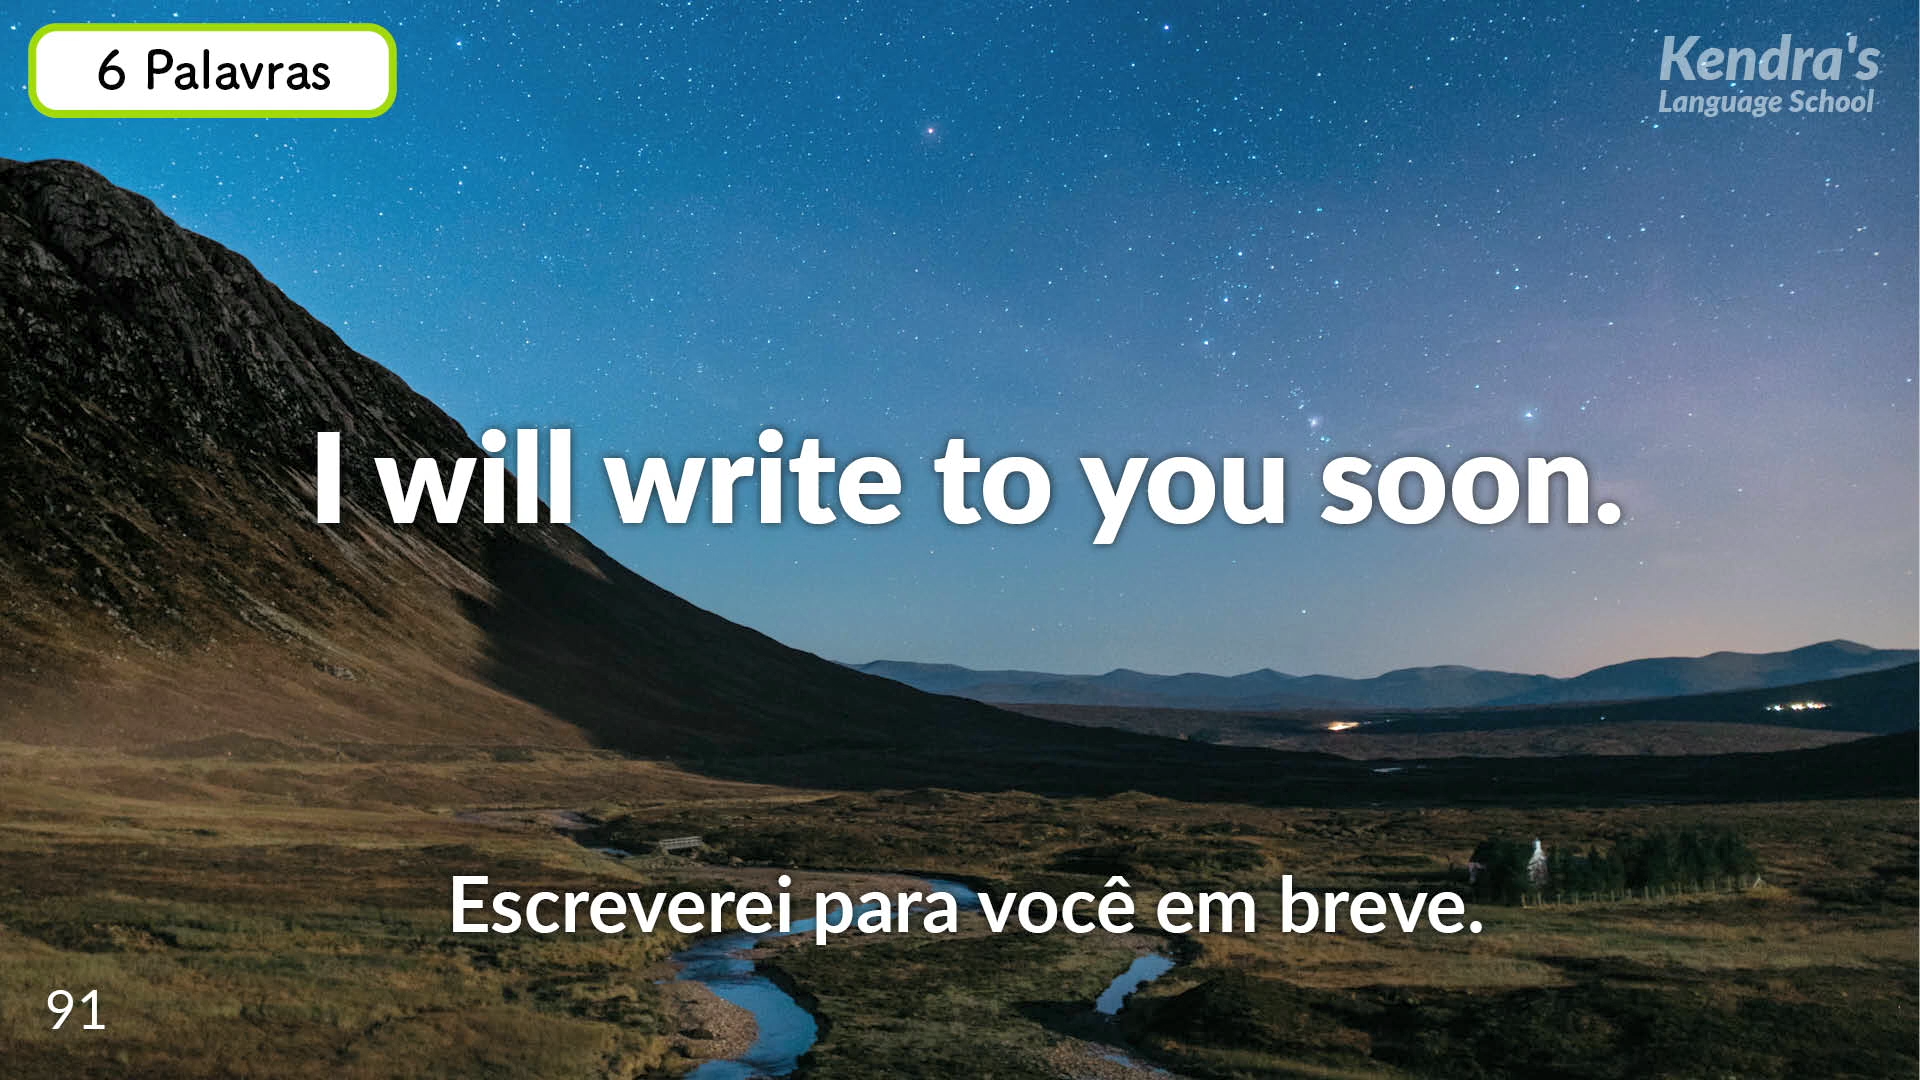 6 Palavras
Kendra's
Language School
I will write to you soon.
Escreverei para você em breve.
91